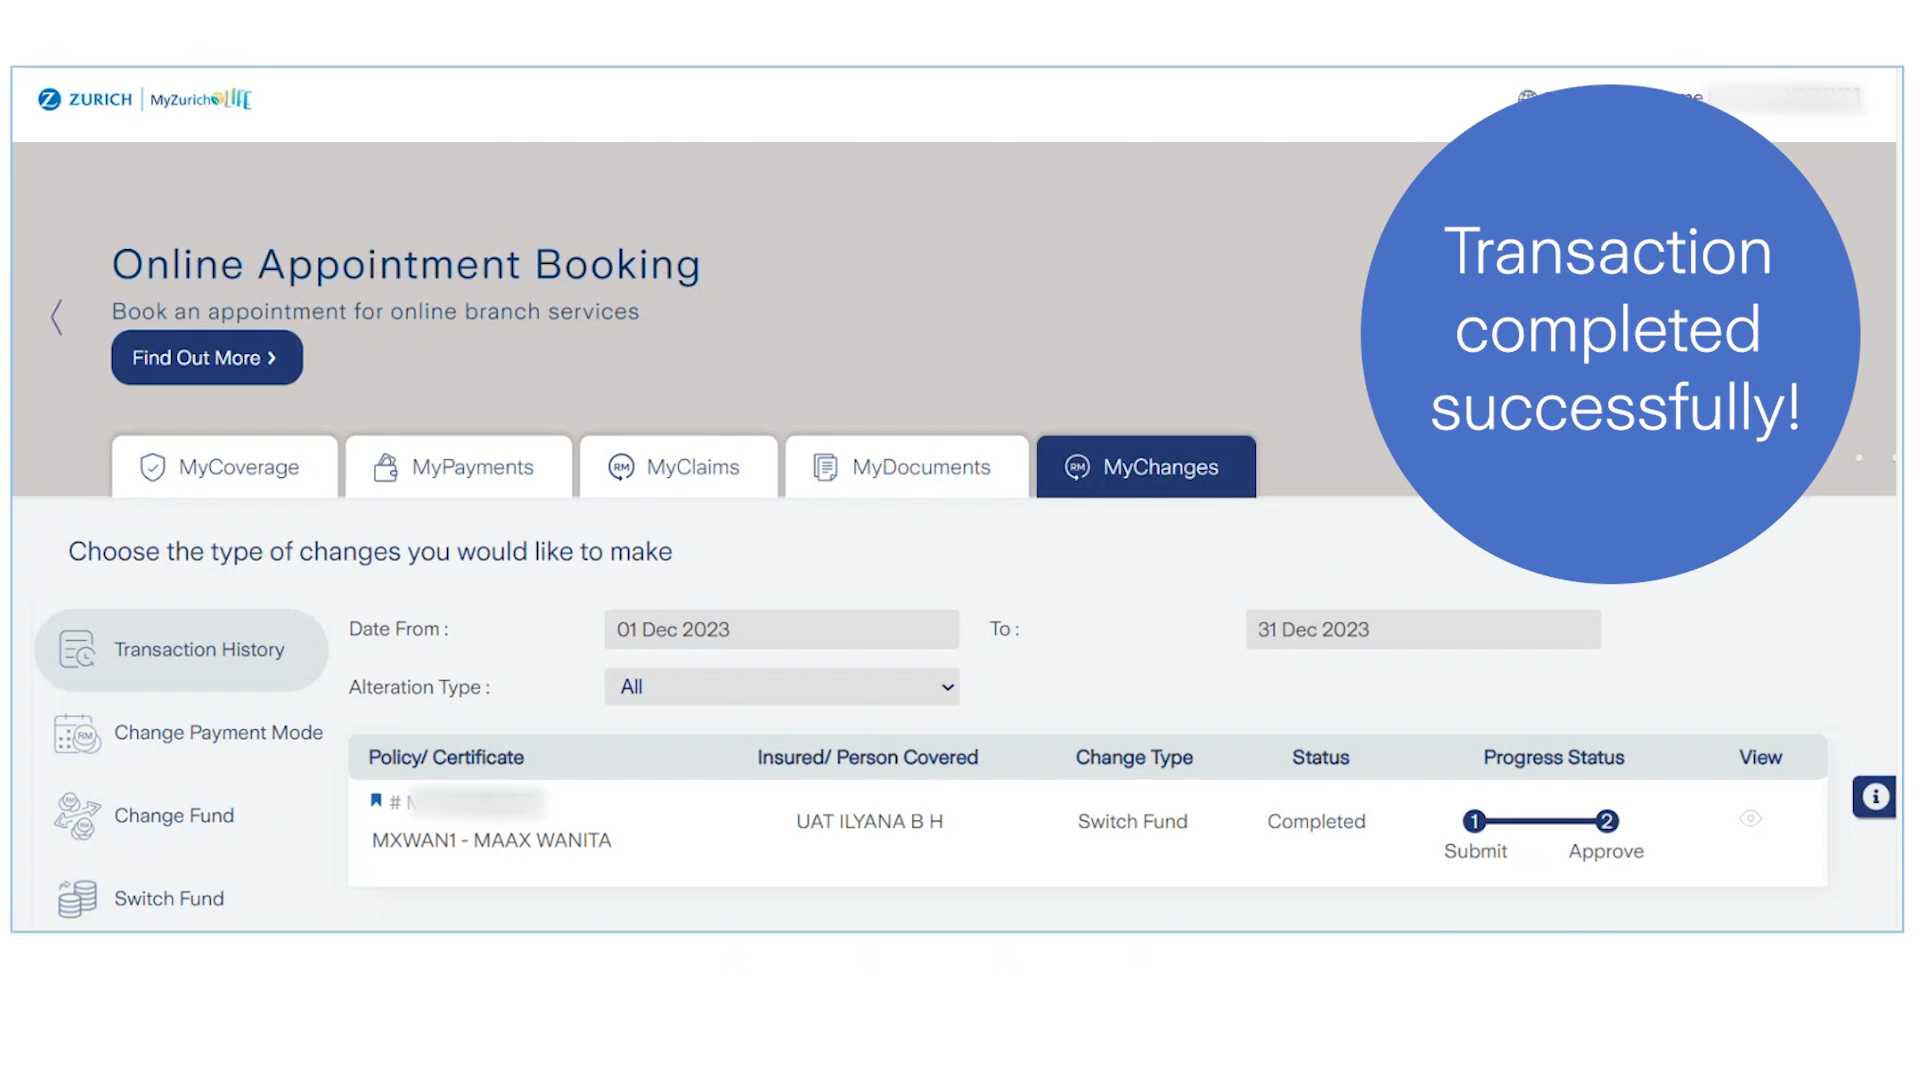 ZURICH | MyZurichLIFE
Online Appointment Booking
Book an appointment for online branch services
Find Out More ›
Transaction
completed
successfully!
MyCoverage
MyPayments
RM MyClaims
MyDocuments
RM MyChanges
Choose the type of changes you would like to make
Transaction History
RM Change Payment Mode
Change Fund
Switch Fund
Date From :
01 Dec 2023
To :
31 Dec 2023
Alteration Type :
All
Policy/ Certificate Insured/ Person Covered Change Type Status Progress Status View
#
MXWAN1 - MAAX WANITA
UAT ILYANA B H
Switch Fund
Completed
1 2
Submit Approve